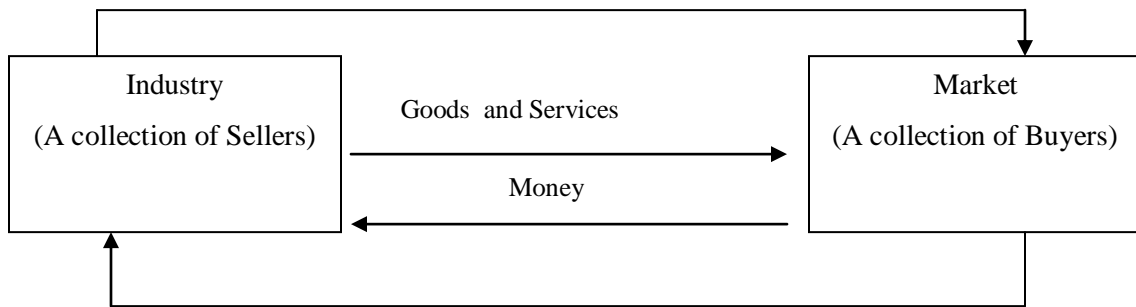 Industry
(A collection of Sellers)
Goods and Services
Money
Market
(A collection of Buyers)